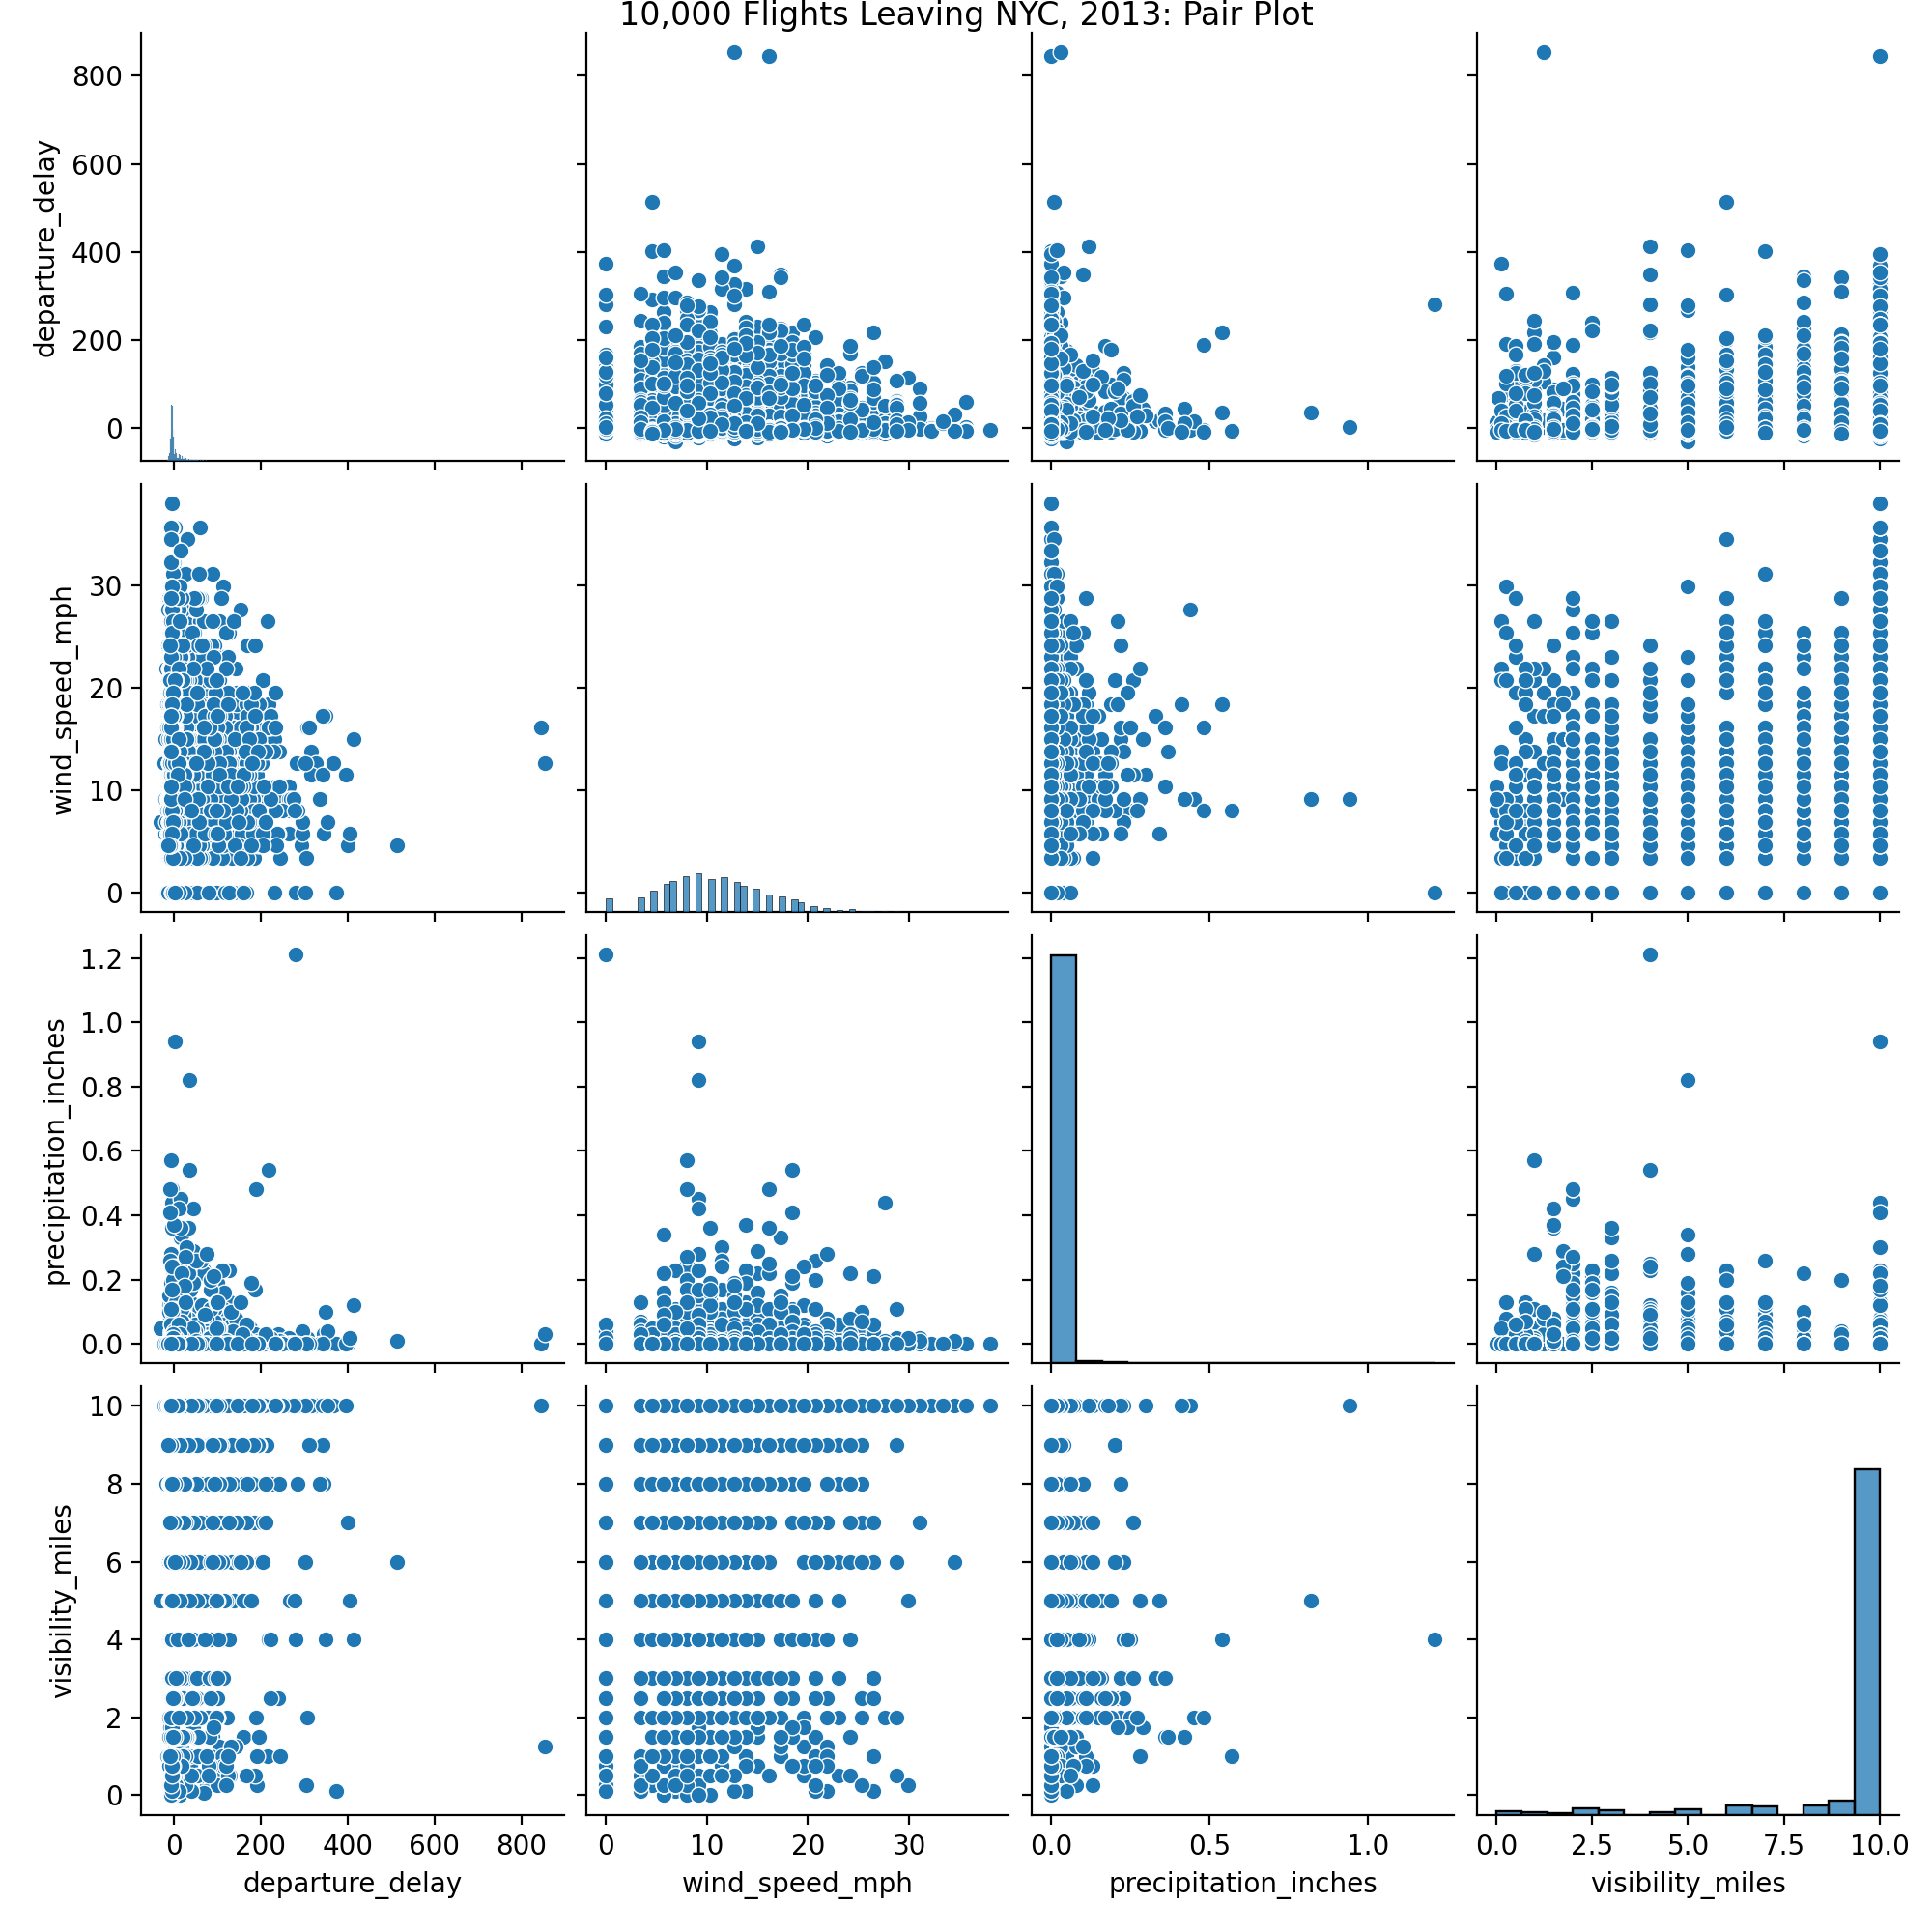 10,000 Flights Leaving NYC, 2013: Pair Plot
departure_delay
800
600
400
200
0
0 200 400 600 800
0 10 20 30
0.0 0.5 1.0
0.0 2.5 5.0 7.5 10.0
wind_speed_mph
30
20
10
0
precipitation_inches
1.2
1.0
0.8
0.6
0.4
0.2
0.0
visibility_miles
10
8
6
4
2
0
departure_delay
wind_speed_mph
precipitation_inches
visibility_miles